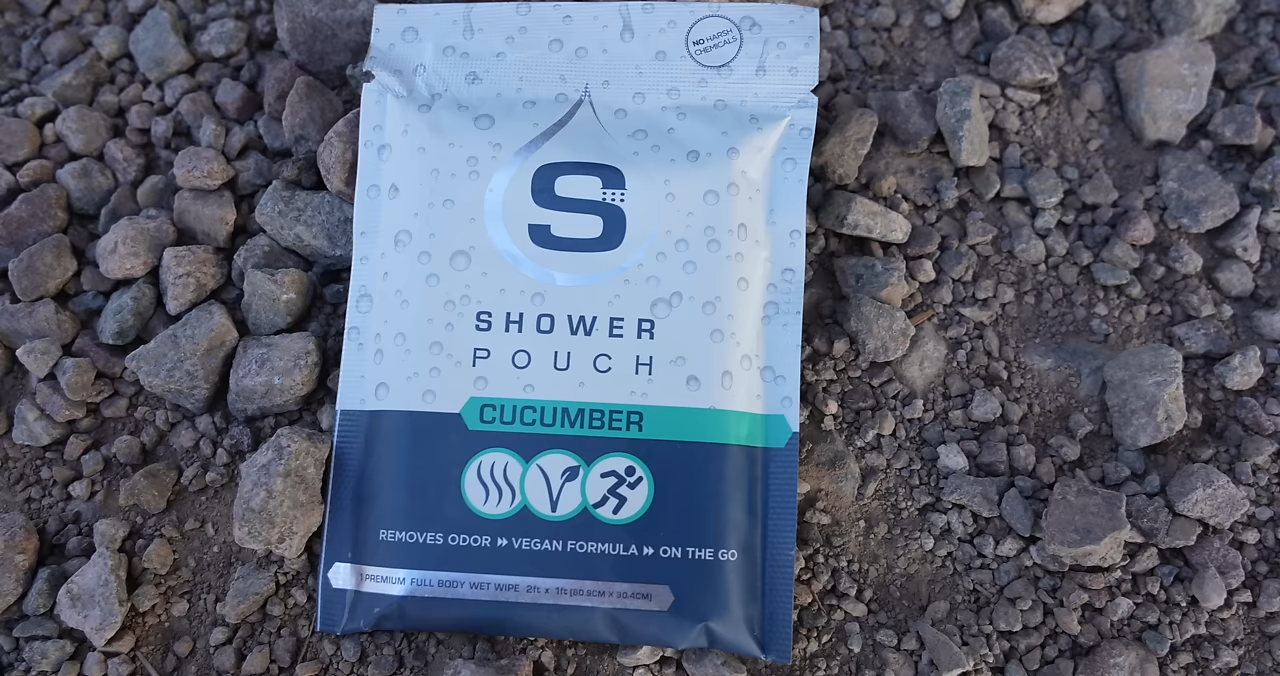 NO HARSH
CHEMICALS
S
SHOWER
POUCH
CUCUMBER
REMOVES ODOR VEGAN FORMULA ON THE GO
1 PREMIUM FULL BODY WET WIPE 2ft x 1ft (60.9CM X 30.4CM)